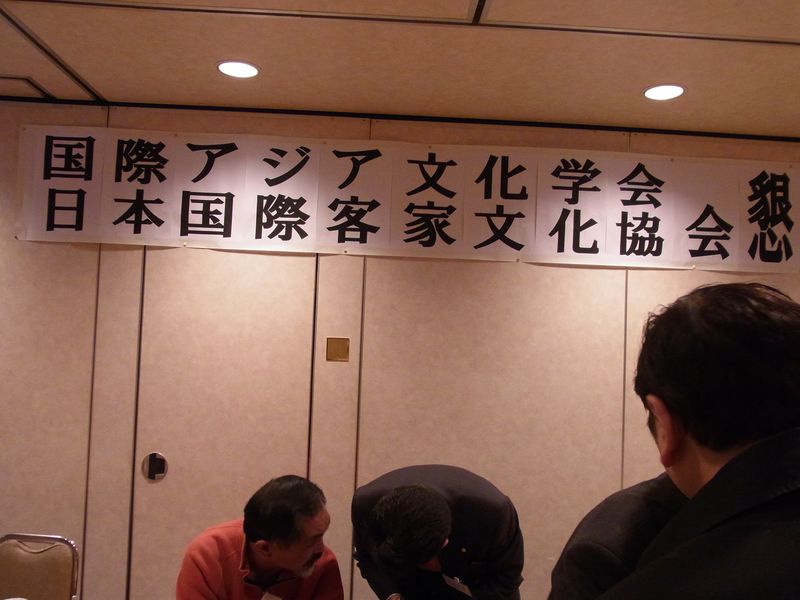 国際アジア文化学会
日本国際客家文化協会
懇